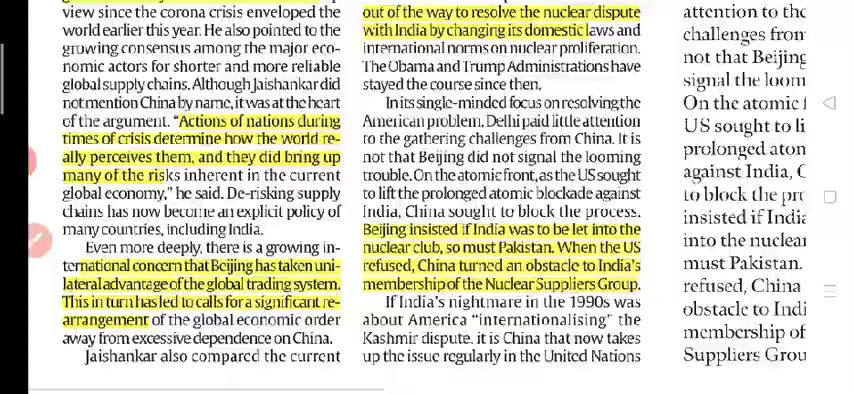 view since the corona crisis enveloped the
world earlier this year. He also pointed to the
growing consensus among the major eco-
nomic actors for shorter and more reliable
global supply chains. Although Jaishankar did
not mention China by name, it was at the heart
of the argument. “Actions of nations during
times of crisis determine how the world re-
ally perceives them, and they did bring up
many of the risks inherent in the current
global economy,” he said. De-risking supply
chains has now become an explicit policy of
many countries, including India.
Even more deeply, there is a growing in-
ternational concern that Beijing has taken uni-
lateral advantage of the global trading system.
This in turn has led to calls for a significant re-
arrangement of the global economic order
away from excessive dependence on China.
Jaishankar also compared the current
out of the way to resolve the nuclear dispute
with India by changing its domestic laws and
international norms on nuclear proliferation.
The Obama and Trump Administrations have
stayed the course since then.
In its single-minded focus on resolving the
American problem, Delhi paid little attention
to the gathering challenges from China. It is
not that Beijing did not signal the looming
trouble. On the atomic front, as the US sought
to lift the prolonged atomic blockade against
India, China sought to block the process.
Beijing insisted if India was to be let into the
nuclear club, so must Pakistan. When the US
refused, China turned an obstacle to India’s
membership of the Nuclear Suppliers Group.
If India’s nightmare in the 1990s was
about America “internationalising” the
Kashmir dispute, it is China that now takes
up the issue regularly in the United Nations
attention to the
challenges from
not that Beijing
signal the loom
On the atomic f
US sought to li
prolonged atom
against India, C
to block the pro
insisted if India
into the nuclear
must Pakistan.
refused, China
obstacle to Indi
membership of
Suppliers Grou